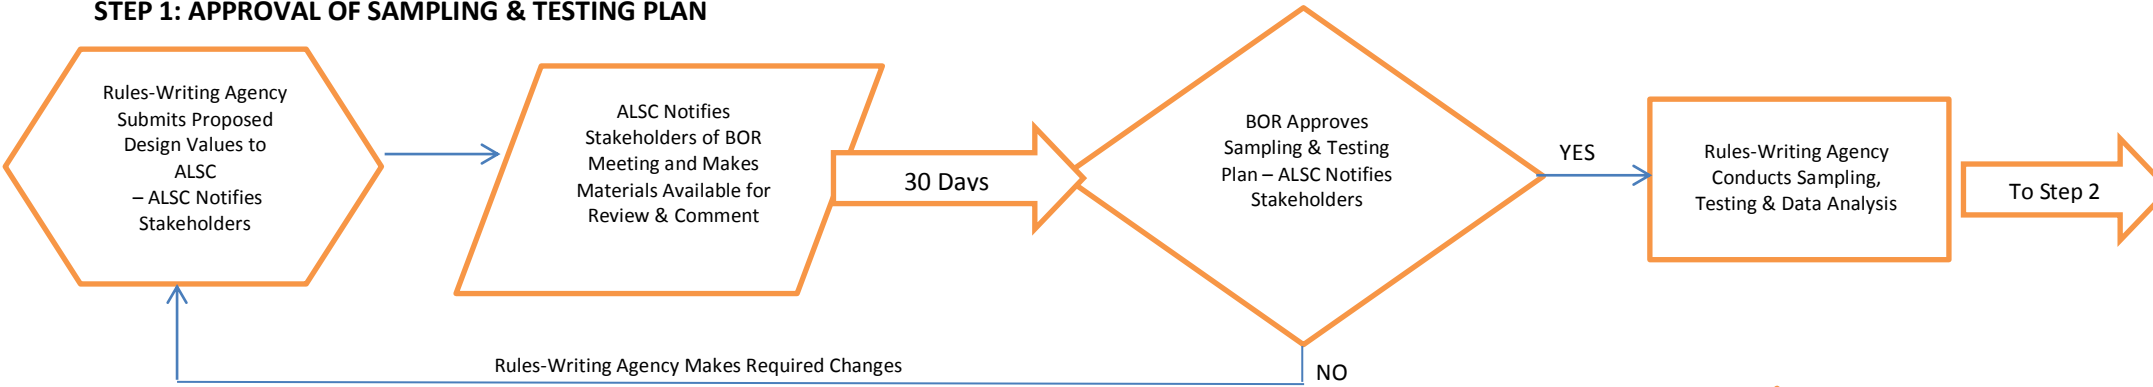 STEP 1: APPROVAL OF SAMPLING & TESTING PLAN
Rules-Writing Agency
Submits Proposed
Design Values to
ALSC
– ALSC Notifies
Stakeholders
ALSC Notifies
Stakeholders of BOR
Meeting and Makes
Materials Available for
Review & Comment
30 Days
BOR Approves
Sampling & Testing
Plan – ALSC Notifies
Stakeholders
YES
Rules-Writing Agency
Conducts Sampling,
Testing & Data Analysis
To Step 2
Rules-Writing Agency Makes Required Changes
NO